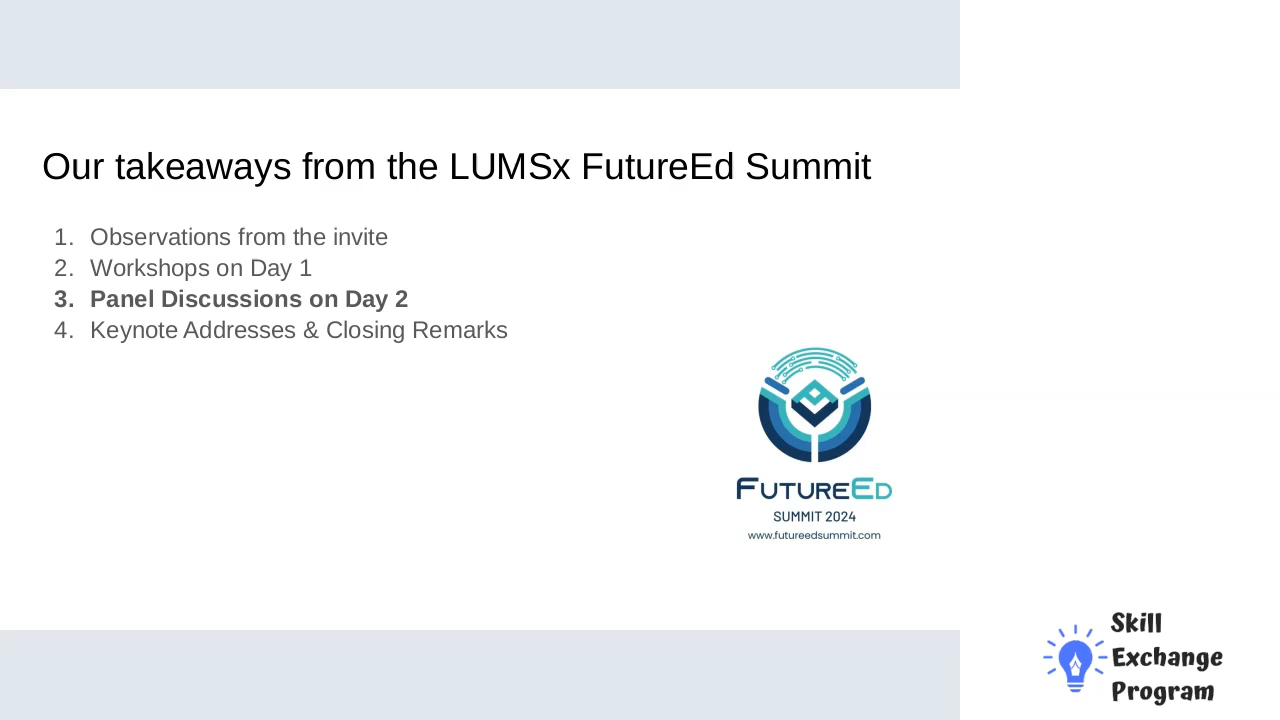 Our takeaways from the LUMSx FutureEd Summit
1. Observations from the invite
2. Workshops on Day 1
3. Panel Discussions on Day 2
4. Keynote Addresses & Closing Remarks
FUTUREED
SUMMIT 2024
www.futureedsummit.com
Skill
Exchange
Program